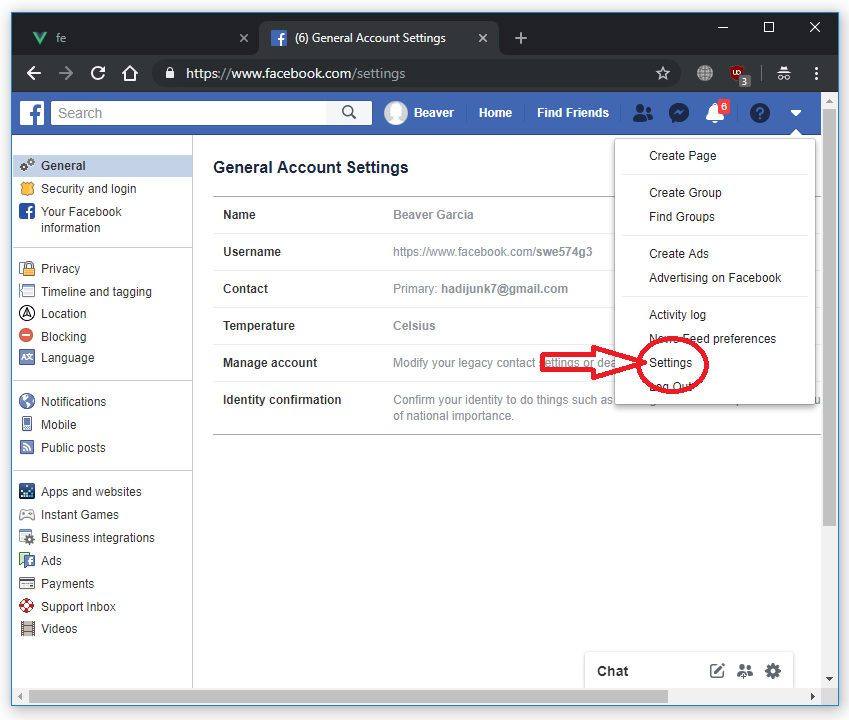 fe
(6) General Account Settings
https://www.facebook.com/settings
UD
3
Search
Beaver
Home
Find Friends
6
General
Security and login
Your Facebook
information
Privacy
Timeline and tagging
Location
Blocking
Language
Notifications
Mobile
Public posts
Apps and websites
Instant Games
Business integrations
Ads
Payments
Support Inbox
Videos
General Account Settings
Name Beaver Garcia
Username https://www.facebook.com/swe574g3
Contact Primary: hadijunk7@gmail.com
Temperature Celsius
Manage account Modify your legacy contact settings or
Identity confirmation Confirm your identity to do things such as
of national importance.
Create Page
Create Group
Find Groups
Create Ads
Advertising on Facebook
Activity log
News Feed preferences
Settings
Log Out
Chat